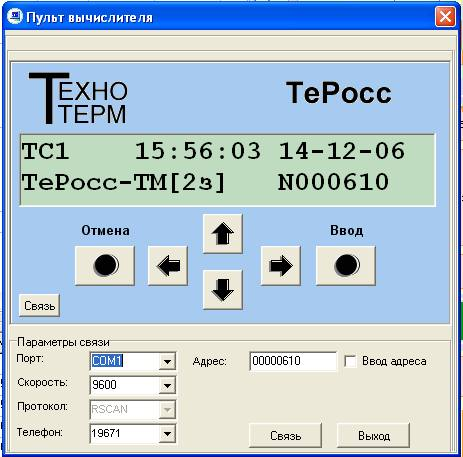 Пульт вычислителя
ТЕХНО ТЕРМ
ТеРосс
ТС1 15:56:03 14-12-06
ТеРосс-ТМ[2з] N000610
Отмена
Ввод
Связь
Параметры связи
Порт: COM1 Адрес: 00000610 Ввод адреса
Скорость: 9600
Протокол: RSCAN
Телефон: 19671 Связь Выход